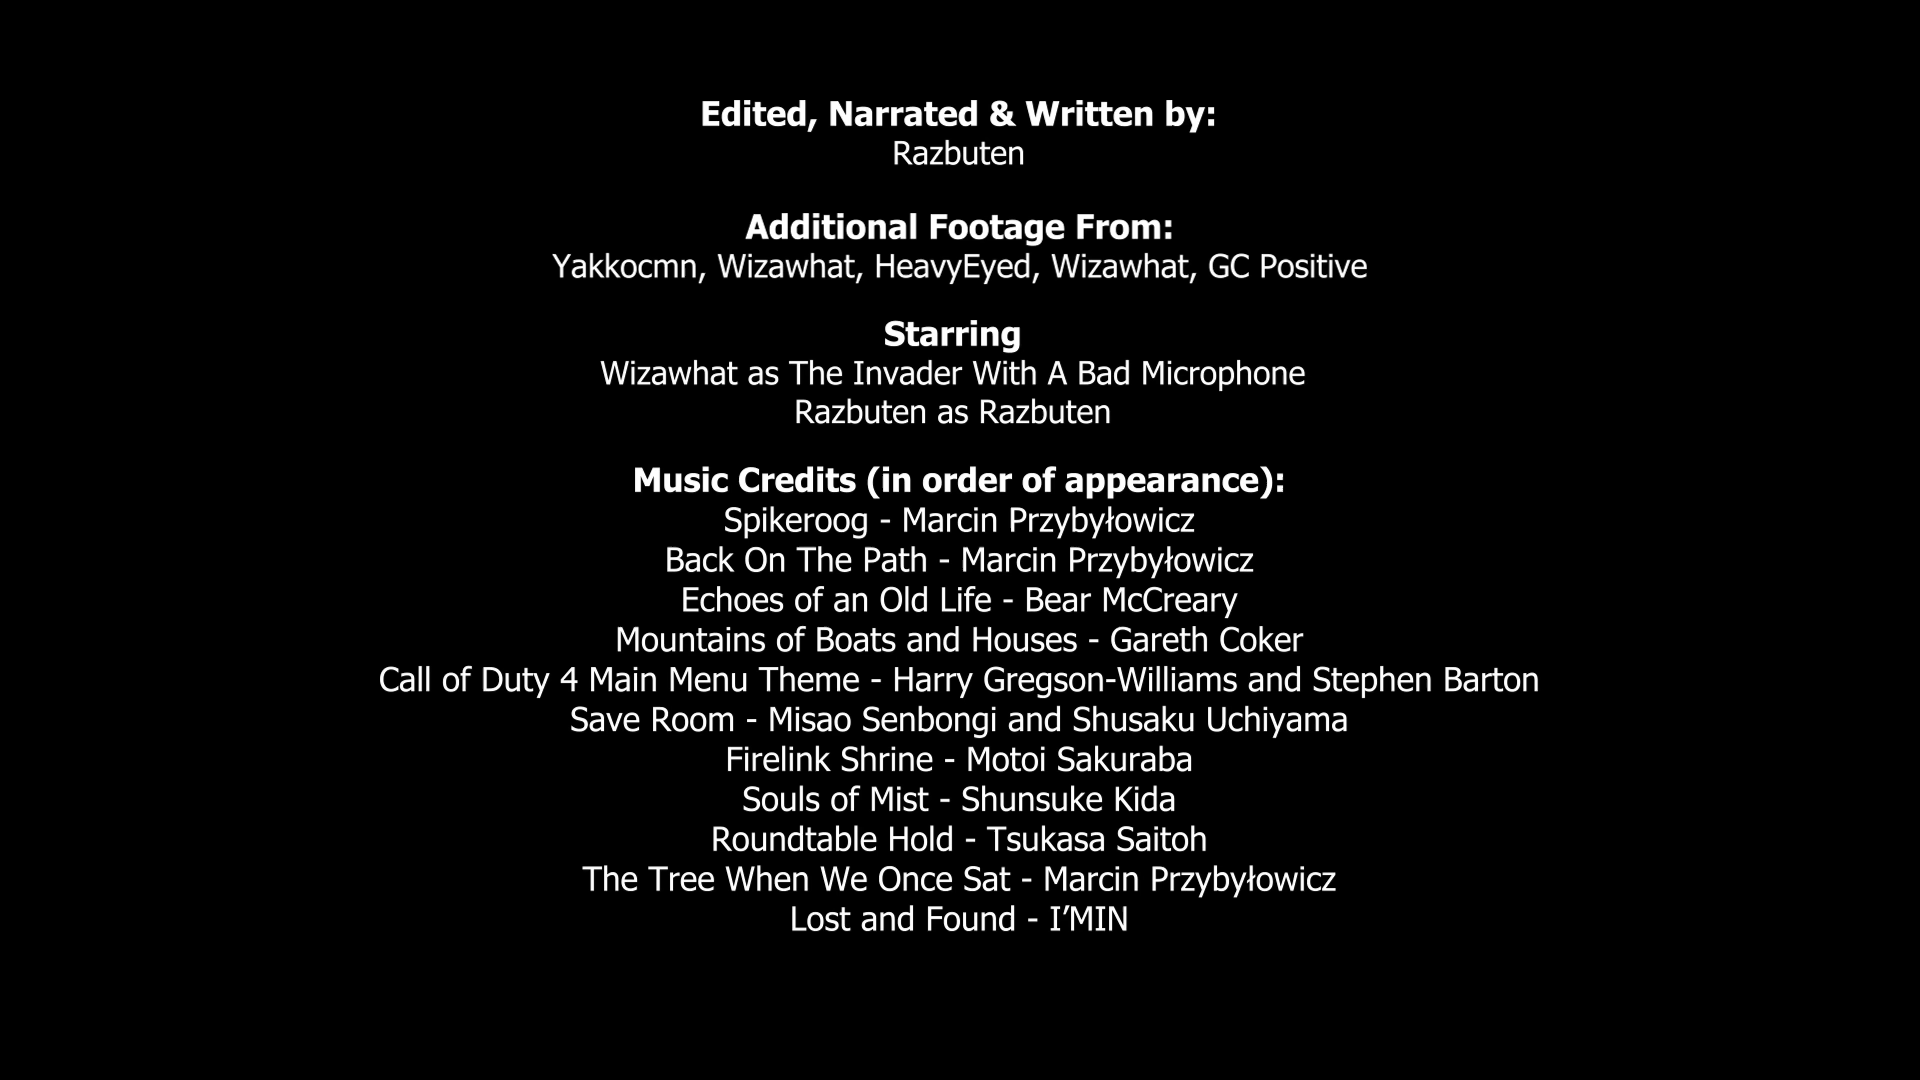 Edited, Narrated & Written by:
Razbuten
Additional Footage From:
Yakkocmn, Wizawhat, HeavyEyed, Wizawhat, GC Positive
Starring
Wizawhat as The Invader With A Bad Microphone
Razbuten as Razbuten
Music Credits (in order of appearance):
Spikeroog - Marcin Przybyłowicz
Back On The Path - Marcin Przybyłowicz
Echoes of an Old Life - Bear McCreary
Mountains of Boats and Houses - Gareth Coker
Call of Duty 4 Main Menu Theme - Harry Gregson-Williams and Stephen Barton
Save Room - Misao Senbongi and Shusaku Uchiyama
Firelink Shrine - Motoi Sakuraba
Souls of Mist - Shunsuke Kida
Roundtable Hold - Tsukasa Saitoh
The Tree When We Once Sat - Marcin Przybyłowicz
Lost and Found - I’MIN